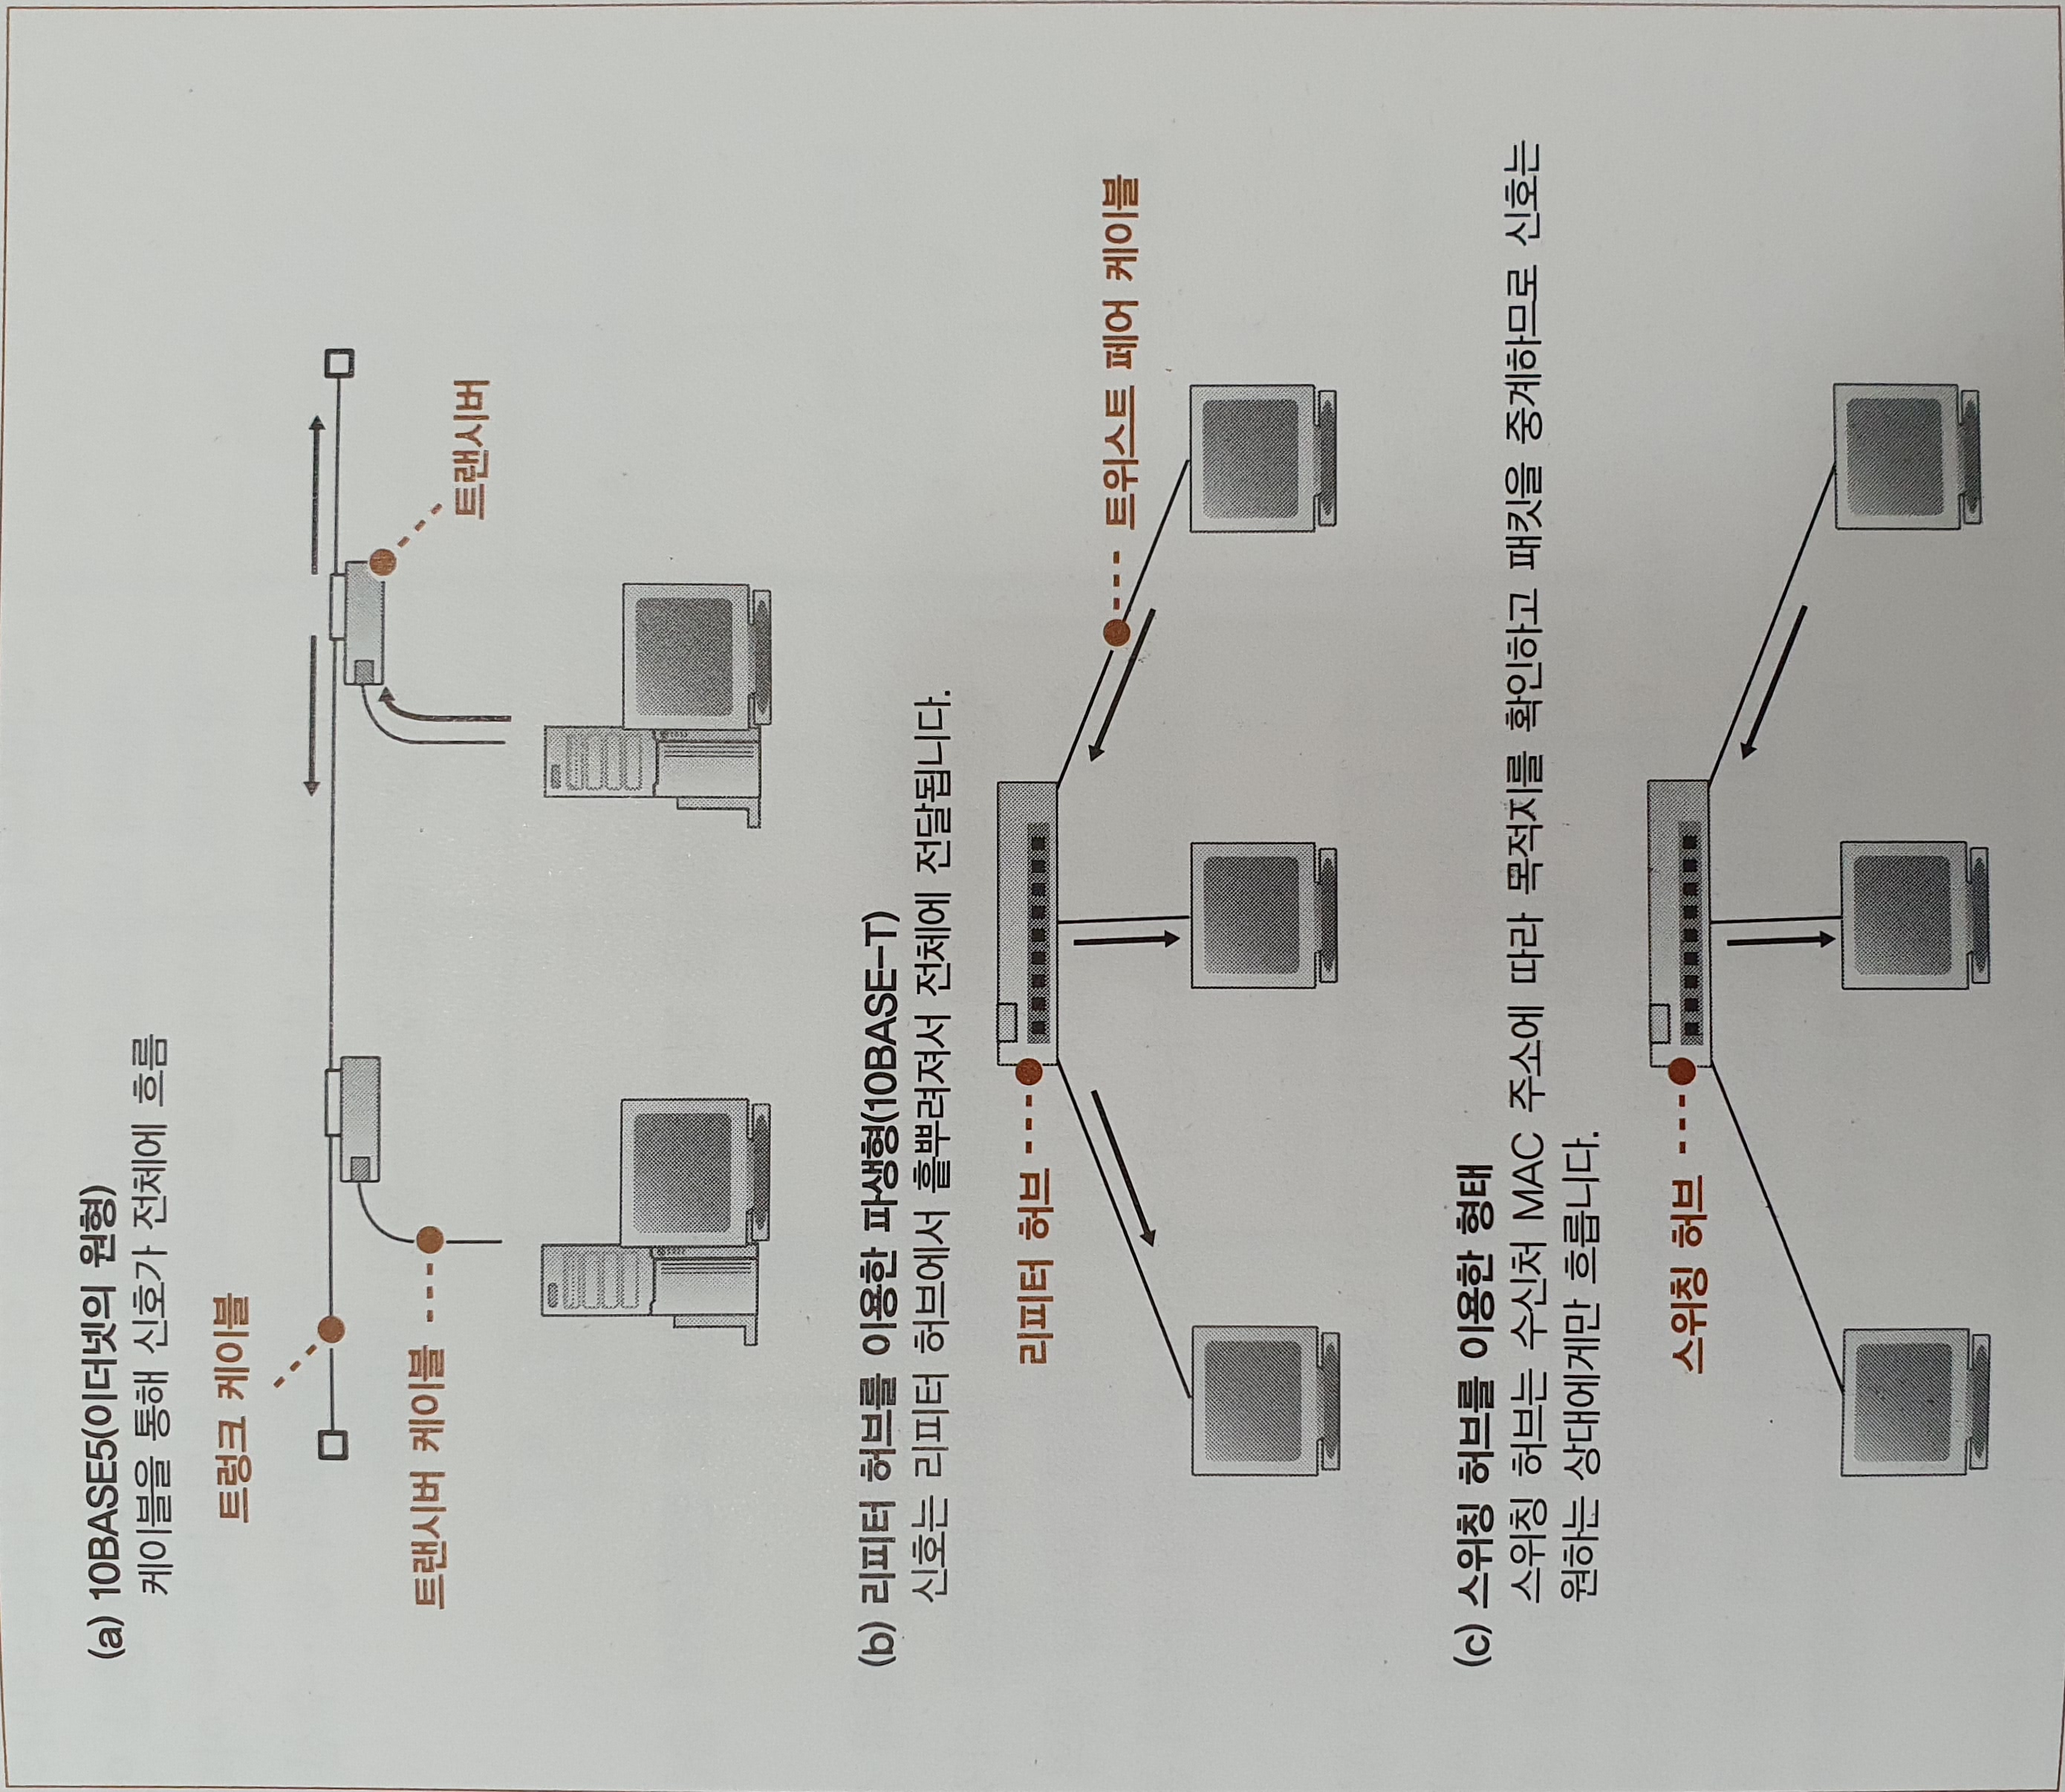 (a) 10BASE5(이더넷의 원형)
케이블을 통해 신호가 전체에 흐름
트렁크 케이블
트랜시버 케이블
트랜시버
(b) 리피터 허브를 이용한 파생형(10BASE-T)
신호는 리피터 허브에서 흩뿌려져서 전체에 전달됩니다.
리피터 허브
트위스트 페어 케이블
(c) 스위칭 허브를 이용한 형태
스위칭 허브는 수신처 MAC 주소에 따라 목적지를 확인하고 패킷을 중계하므로 신호는
원하는 상대에게만 흐릅니다.
스위칭 허브